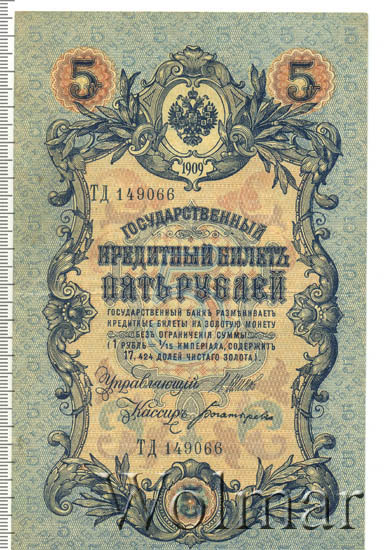 5 5
1909
ТД 149066
ГОСУДАРСТВЕННЫЙ
КРЕДИТНЫЙ БИЛЕТЪ
ПЯТЬ РУБЛЕЙ
ГОСУДАРСТВЕННЫЙ БАНКЪ РАЗМѢНИВАЕТЪ
КРЕДИТНЫЕ БИЛЕТЫ НА ЗОЛОТУЮ МОНЕТУ
БЕЗЪ ОГРАНИЧЕНІЯ СУММЫ
(1 РУБЛЬ = 1/15 ИМПЕРІАЛА, СОДЕРЖИТЪ
17,424 ДОЛЕЙ ЧИСТАГО ЗОЛОТА).
Управляющій
Кассиръ
ТД 149066
5
Wolmar